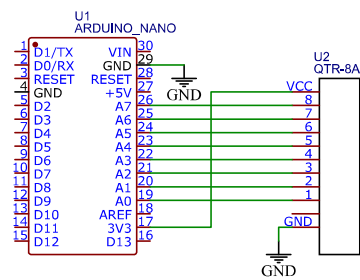 U1
ARDUINO_NANO
1 D1/TX VIN 30
2 D0/RX GND 29
3 RESET RESET 28
4 GND +5V 27
5 D2 A7 26
6 D3 A6 25
7 D4 A5 24
8 D5 A4 23
9 D6 A3 22
10 D7 A2 21
11 D8 A1 20
12 D9 A0 19
13 D10 AREF 18
14 D11 3V3 17
15 D12 D13 16
GND
U2
QTR-8A
VCC
8
7
6
5
4
3
2
1
GND
GND